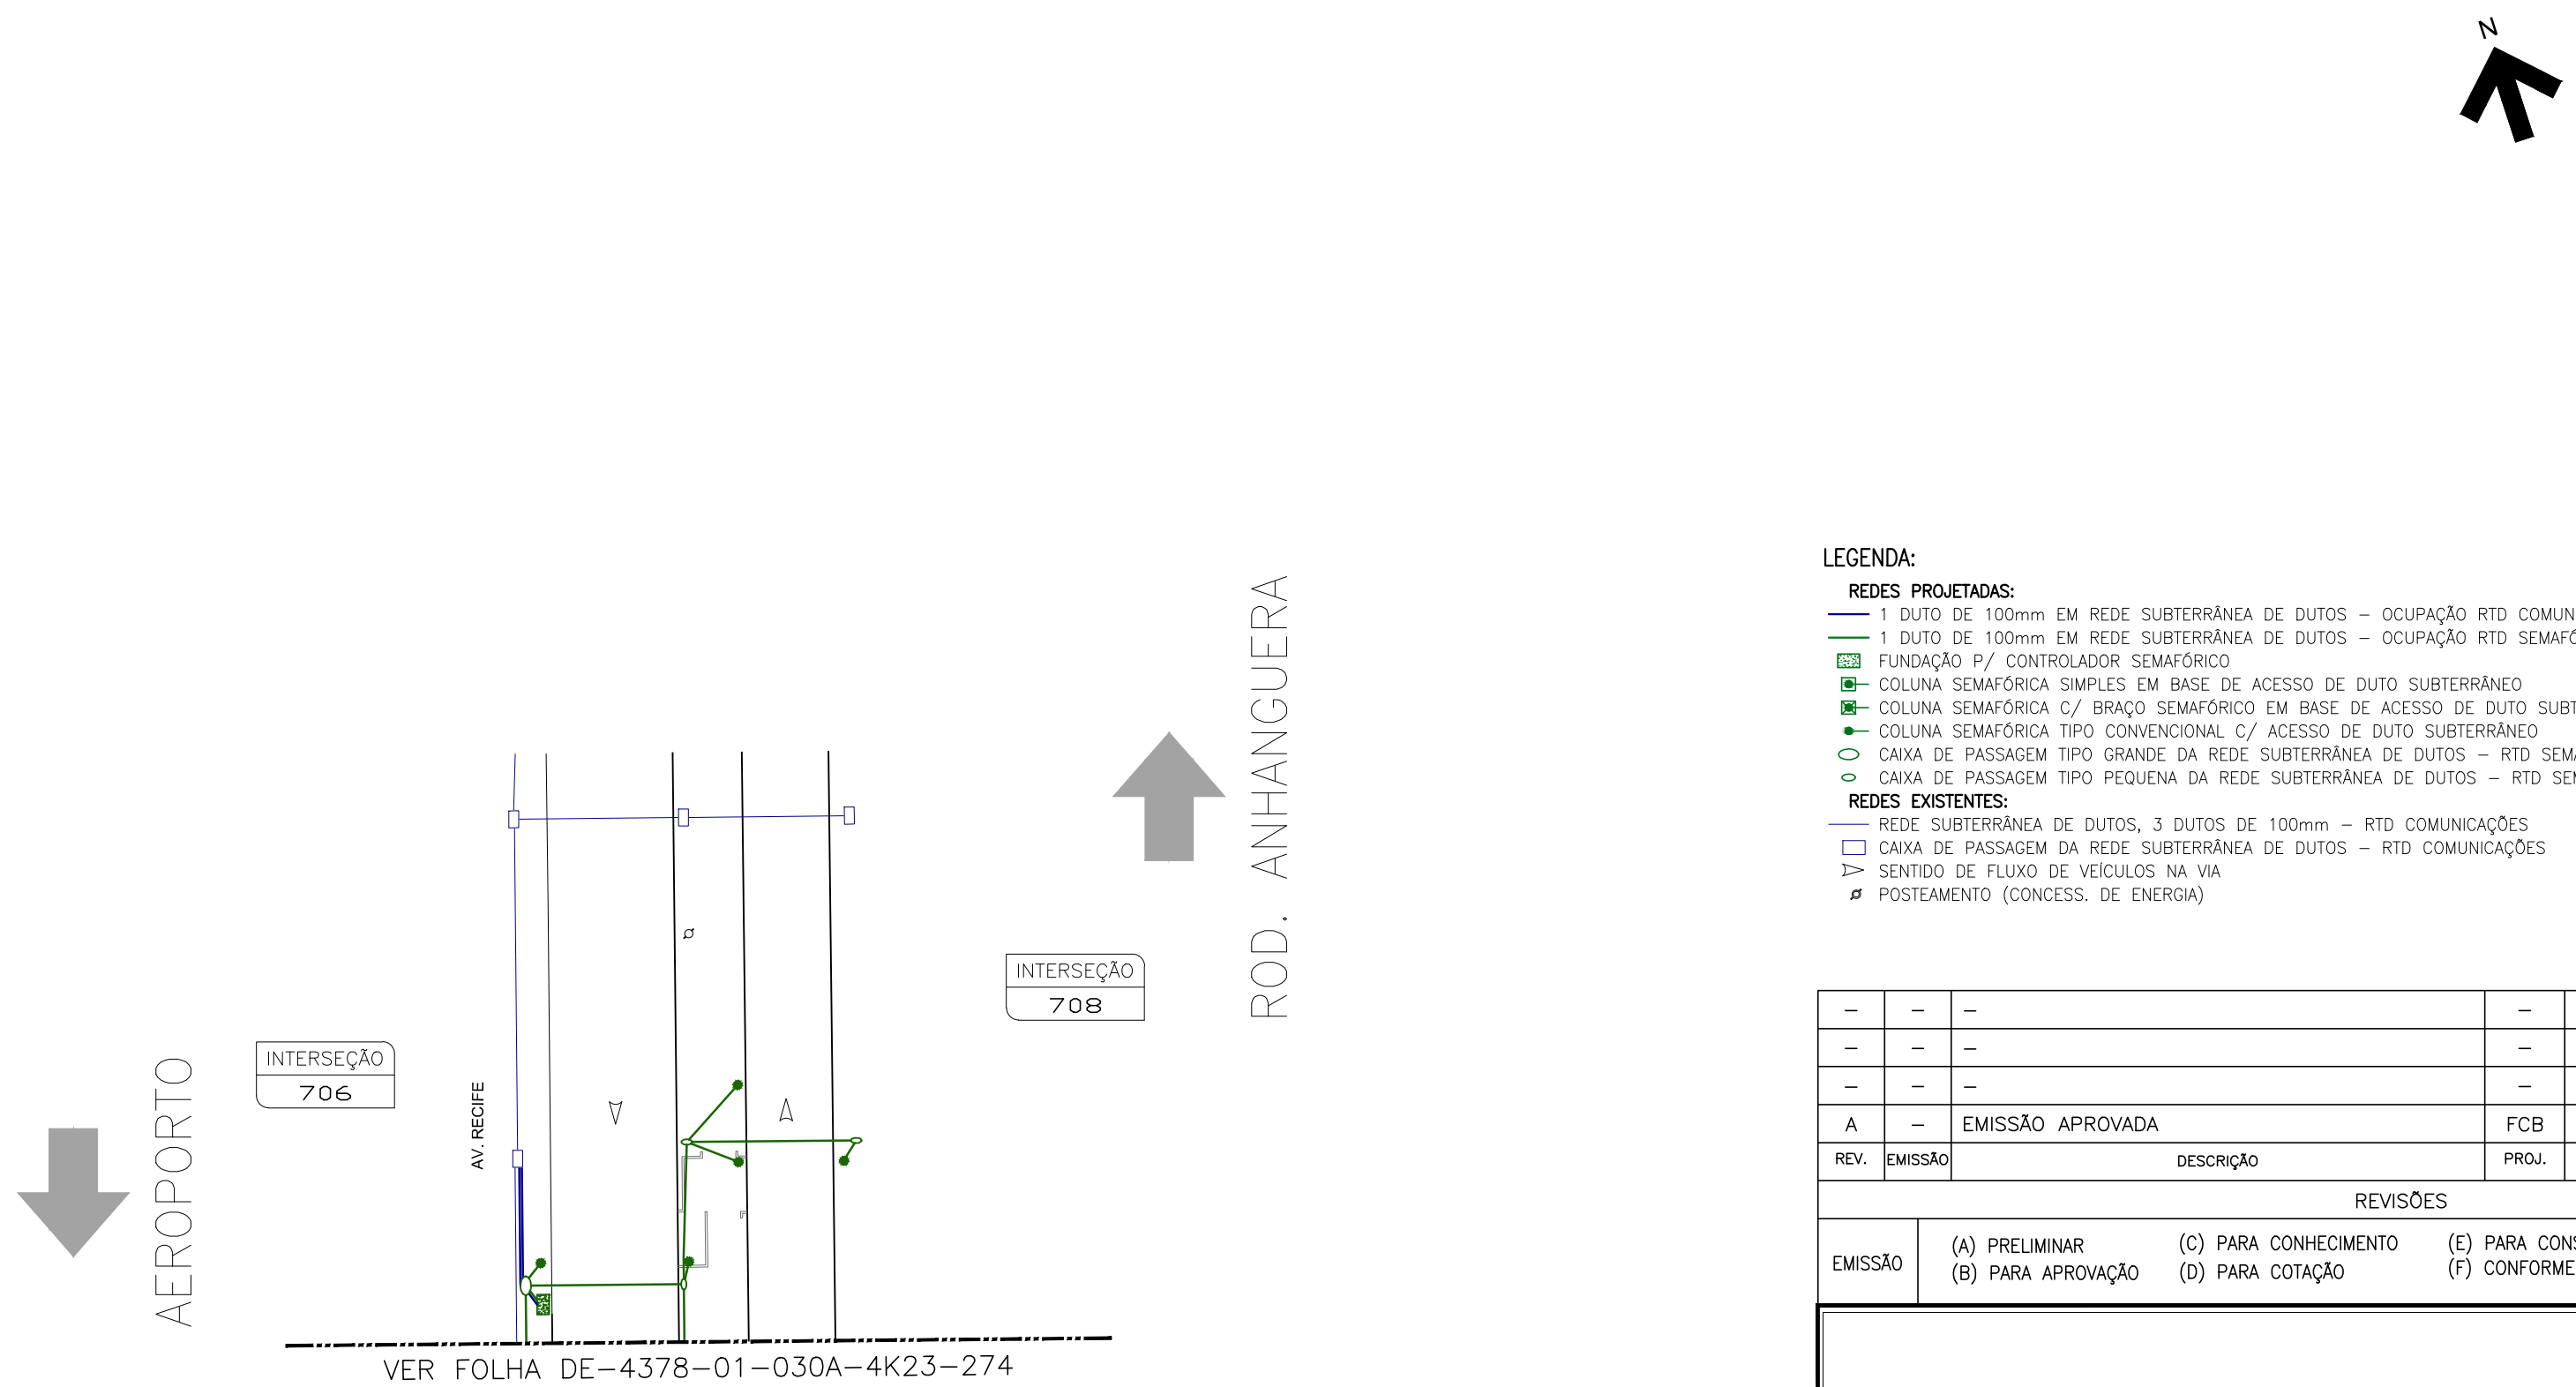 N
LEGENDA:
REDES PROJETADAS:
1 DUTO DE 100mm EM REDE SUBTERRÂNEA DE DUTOS – OCUPAÇÃO RTD COMUN
1 DUTO DE 100mm EM REDE SUBTERRÂNEA DE DUTOS – OCUPAÇÃO RTD SEMAFÓ
FUNDAÇÃO P/ CONTROLADOR SEMAFÓRICO
COLUNA SEMAFÓRICA SIMPLES EM BASE DE ACESSO DE DUTO SUBTERRÂNEO
COLUNA SEMAFÓRICA C/ BRAÇO SEMAFÓRICO EM BASE DE ACESSO DE DUTO SUBT
COLUNA SEMAFÓRICA TIPO CONVENCIONAL C/ ACESSO DE DUTO SUBTERRÂNEO
CAIXA DE PASSAGEM TIPO GRANDE DA REDE SUBTERRÂNEA DE DUTOS – RTD SEMA
CAIXA DE PASSAGEM TIPO PEQUENA DA REDE SUBTERRÂNEA DE DUTOS – RTD SEM
REDES EXISTENTES:
REDE SUBTERRÂNEA DE DUTOS, 3 DUTOS DE 100mm – RTD COMUNICAÇÕES
CAIXA DE PASSAGEM DA REDE SUBTERRÂNEA DE DUTOS – RTD COMUNICAÇÕES
SENTIDO DE FLUXO DE VEÍCULOS NA VIA
POSTEAMENTO (CONCESS. DE ENERGIA)
ROD. ANHANGUERA
INTERSEÇÃO
708
INTERSEÇÃO
706
AV. RECIFE
AEROPORTO
VER FOLHA DE–4378–01–030A–4K23–274
– – – –
– – – –
– – – –
A – EMISSÃO APROVADA FCB
REV. EMISSÃO DESCRIÇÃO PROJ.
REVISÕES
EMISSÃO
(A) PRELIMINAR (C) PARA CONHECIMENTO (E) PARA CONS
(B) PARA APROVAÇÃO (D) PARA COTAÇÃO (F) CONFORME